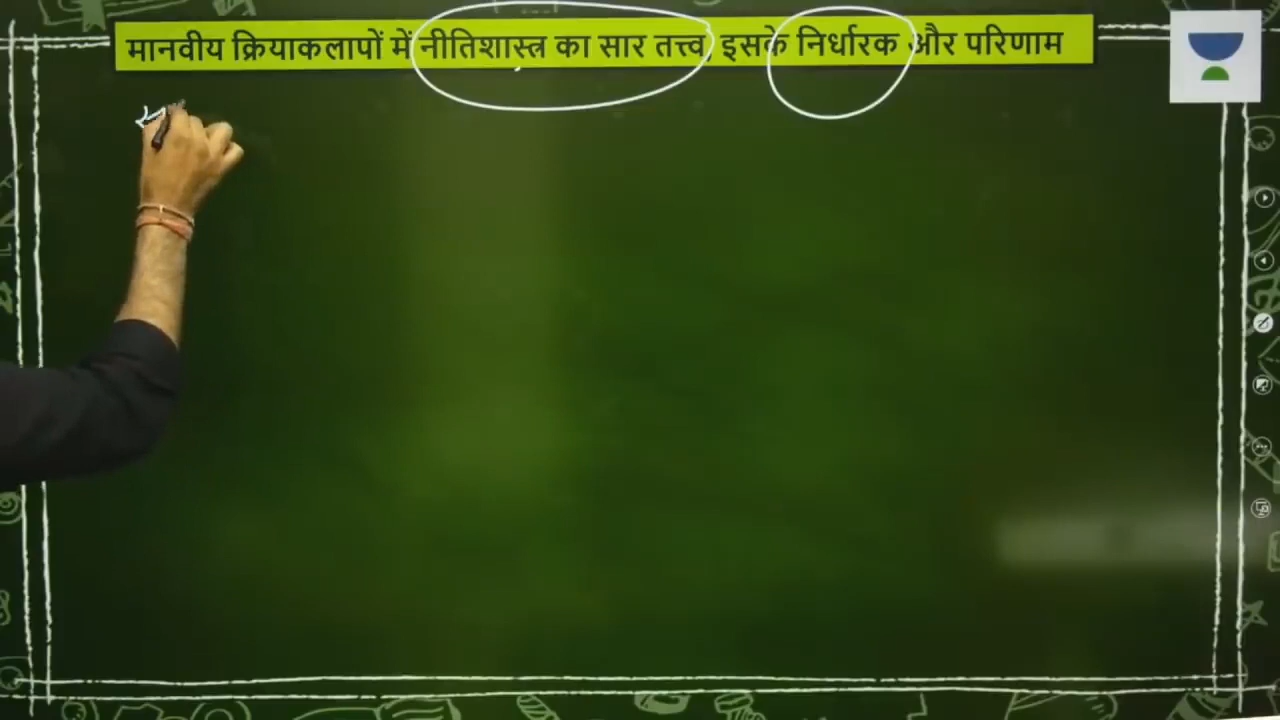 मानवीय क्रियाकलापों में नीतिशास्त्र का सार तत्त्व, इसके निर्धारक और परिणाम